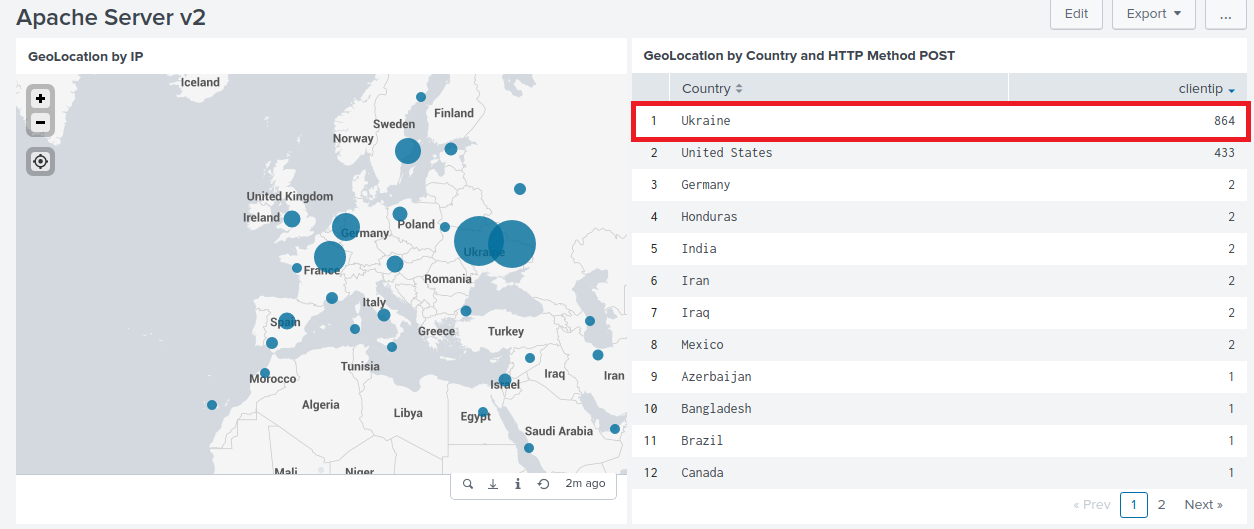 Apache Server v2
Edit
Export
...
GeoLocation by IP
Iceland
Finland
Sweden
Norway
United Kingdom
Ireland
Poland
Germany
Ukraine
France
Romania
Italy
Spain
Greece
Turkey
Tunisia
Morocco
Israel
Iraq
Iran
Algeria
Libya
Egypt
Saudi Arabia
Mali
Niger
2m ago
GeoLocation by Country and HTTP Method POST
Country clientip
1 Ukraine 864
2 United States 433
3 Germany 2
4 Honduras 2
5 India 2
6 Iran 2
7 Iraq 2
8 Mexico 2
9 Azerbaijan 1
10 Bangladesh 1
11 Brazil 1
12 Canada 1
« Prev 1 2 Next »